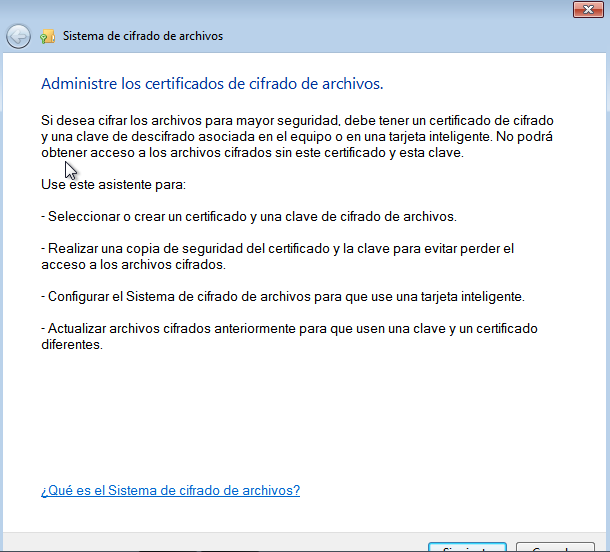 Sistema de cifrado de archivos
Administre los certificados de cifrado de archivos.
Si desea cifrar los archivos para mayor seguridad, debe tener un certificado de cifrado
y una clave de descifrado asociada en el equipo o en una tarjeta inteligente. No podrá
obtener acceso a los archivos cifrados sin este certificado y esta clave.
Use este asistente para:
- Seleccionar o crear un certificado y una clave de cifrado de archivos.
- Realizar una copia de seguridad del certificado y la clave para evitar perder el
acceso a los archivos cifrados.
- Configurar el Sistema de cifrado de archivos para que use una tarjeta inteligente.
- Actualizar archivos cifrados anteriormente para que usen una clave y un certificado
diferentes.
¿Qué es el Sistema de cifrado de archivos?